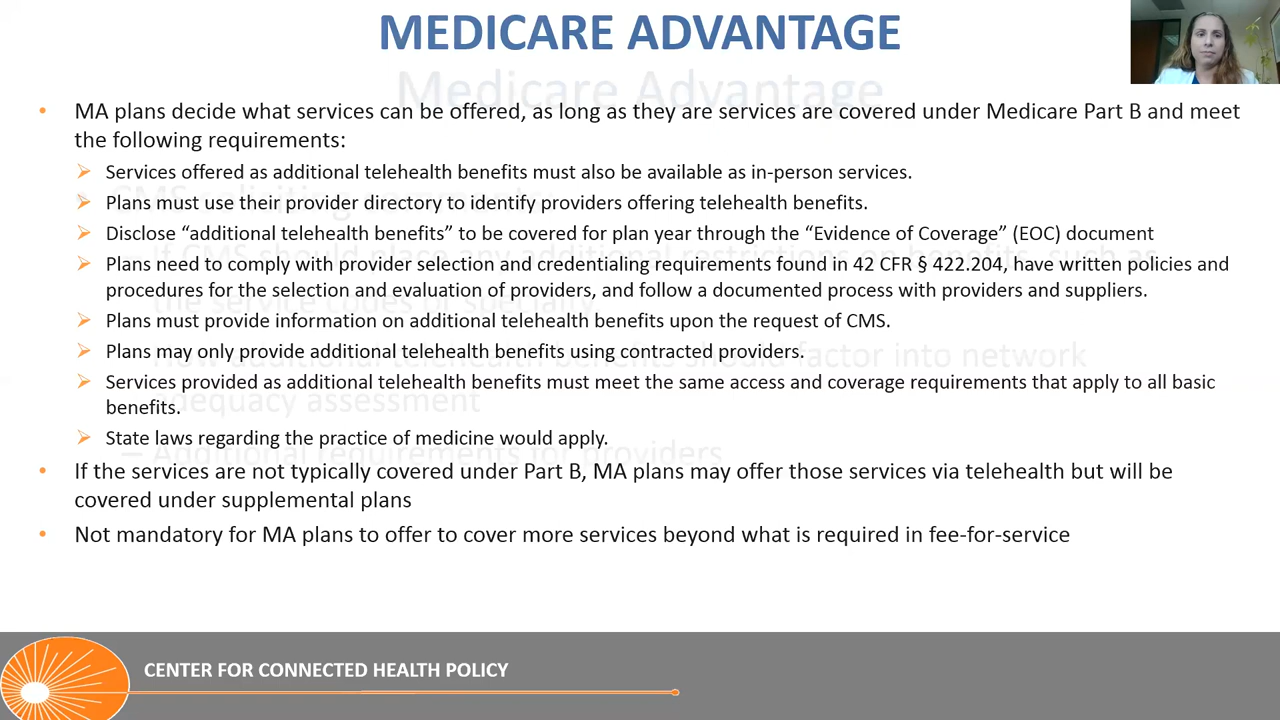 MEDICARE ADVANTAGE
Medicare Advantage
• MA plans decide what services can be offered, as long as they are services are covered under Medicare Part B and meet
the following requirements:
Services offered as additional telehealth benefits must also be available as in-person services.
Plans must use their provider directory to identify providers offering telehealth benefits.
Disclose “additional telehealth benefits” to be covered for plan year through the “Evidence of Coverage” (EOC) document
Plans need to comply with provider selection and credentialing requirements found in 42 CFR § 422.204, have written policies and
procedures for the selection and evaluation of providers, and follow a documented process with providers and suppliers.
Plans must provide information on additional telehealth benefits upon the request of CMS.
Plans may only provide additional telehealth benefits using contracted providers.
factor into network
Services provided as additional telehealth benefits must meet the same access and coverage requirements that apply to all basic
benefits.
adequacy assessment
State laws regarding the practice of medicine would apply.
– Additional requirements for providers
• If the services are not typically covered under Part B, MA plans may offer those services via telehealth but will be
covered under supplemental plans
• Not mandatory for MA plans to offer to cover more services beyond what is required in fee-for-service
CENTER FOR CONNECTED HEALTH POLICY